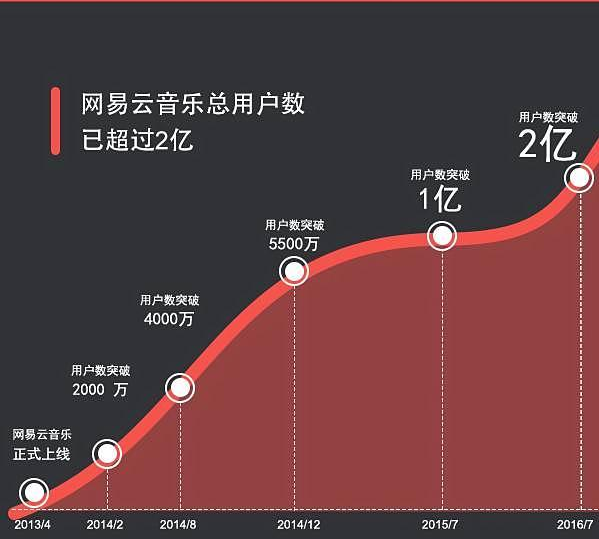 网易云音乐总用户数
已超过2亿
用户数突破
2亿
用户数突破
1亿
用户数突破
5500万
用户数突破
4000万
用户数突破
2000 万
网易云音乐
正式上线
2013/4 2014/2 2014/8 2014/12 2015/7 2016/7